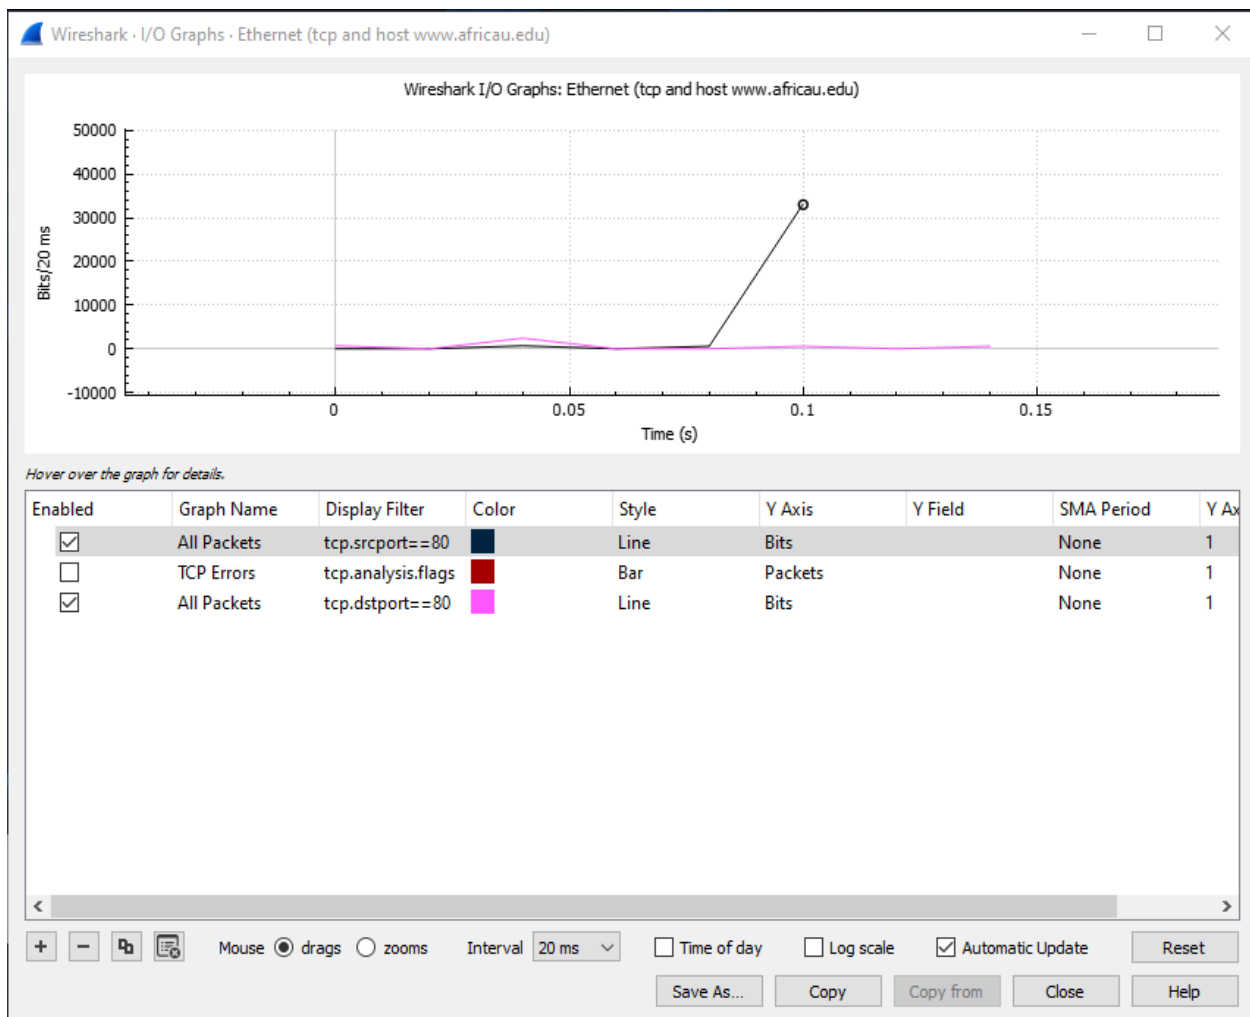 Wireshark · I/O Graphs · Ethernet (tcp and host www.africau.edu)
Wireshark I/O Graphs: Ethernet (tcp and host www.africau.edu)
50000
40000
30000
20000
10000
0
-10000
Bits/20 ms
0 0.05 0.1 0.15
Time (s)
Hover over the graph for details.
Enabled Graph Name Display Filter Color Style Y Axis Y Field SMA Period Y Ax
All Packets tcp.srcport==80 Line Bits None 1
TCP Errors tcp.analysis.flags Bar Packets None 1
All Packets tcp.dstport==80 Line Bits None 1
Mouse drags zooms Interval 20 ms Time of day Log scale Automatic Update Reset
Save As... Copy Copy from Close Help